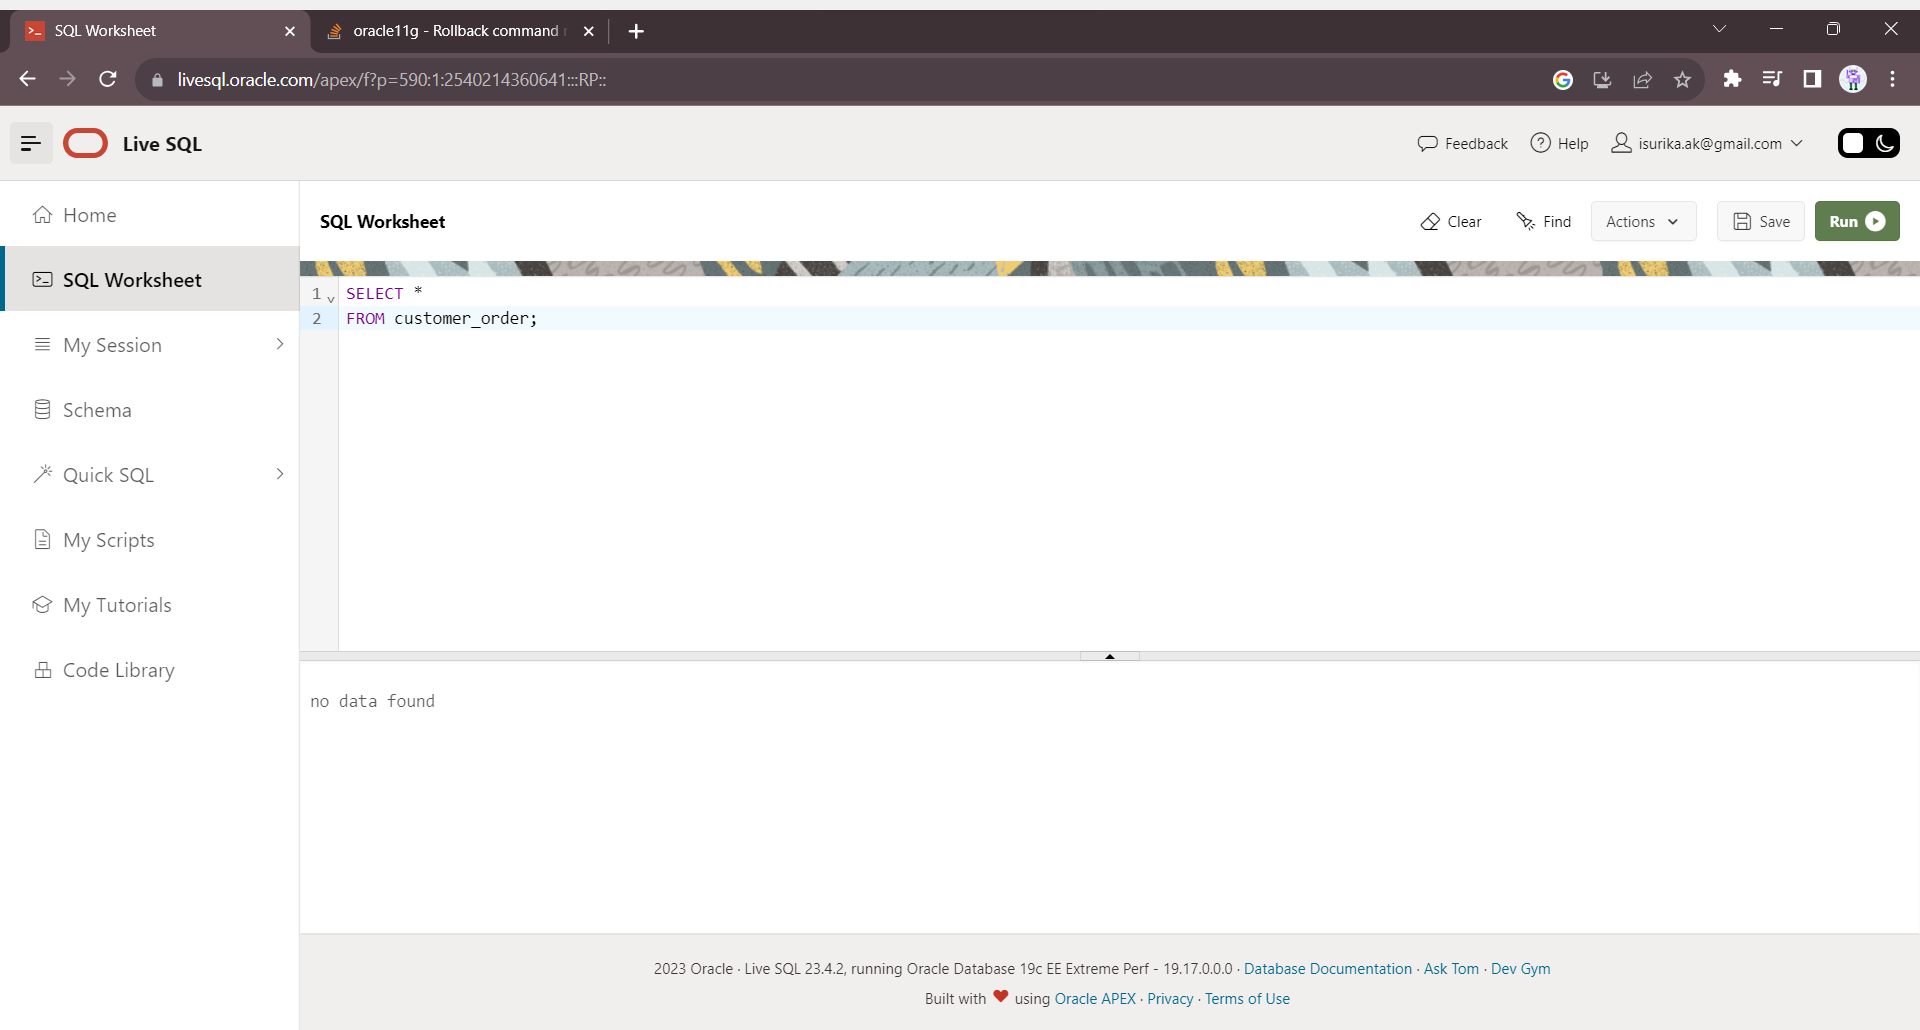 SQL Worksheet
oracle11g - Rollback command
livesql.oracle.com/apex/f?p=590:1:2540214360641:::RP::
Live SQL
Feedback
Help
isurika.ak@gmail.com
Home
SQL Worksheet
My Session
Schema
Quick SQL
My Scripts
My Tutorials
Code Library
SQL Worksheet
Clear
Find
Actions
Save
Run
1 SELECT *
2 FROM customer_order;
no data found
2023 Oracle · Live SQL 23.4.2, running Oracle Database 19c EE Extreme Perf - 19.17.0.0.0 · Database Documentation · Ask Tom · Dev Gym
Built with ❤ using Oracle APEX · Privacy · Terms of Use